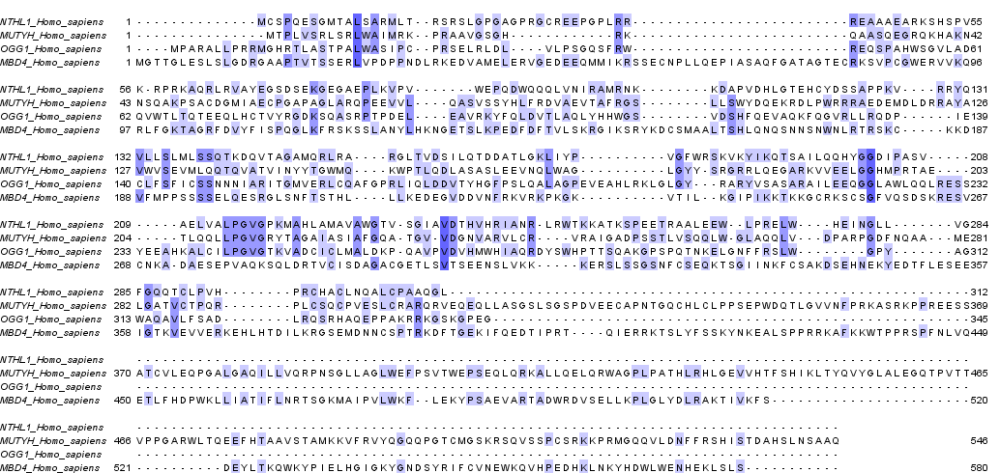 NTHL1_Homo_sapiens 1 ------------------MCSPQESGMTALSARMLT--RSRSLGPGAGPRGCREEPGPLRR--------------------------------REAAAEARKSHSPV55
MUTYH_Homo_sapiens 1 -------------------MTPLVSRLSRLWAIMRK--PRAAVGSGH--------RK--------------------------------QAASQEGRQKHAKN42
OGG1_Homo_sapiens 1 -----MPARALLPRRMGHRTLASTPALWASIPC--PRSELRLDL---VLPSGQSFRW--------------------------------REQSPAHWSGVLAD61
MBD4_Homo_sapiens 1 MGTTGLESLSLGDRGAAPTVTSSERLVPDPPNDLRKEDVAMELERVGEDEEQMMIKRSSECNPLLQEPIASAQFGATAGTECRKSVPCGWERVVKQ96
NTHL1_Homo_sapiens 56 K-RPRKAQRLRVAYEGSDSEKGEGAEPLKVPV------WEPQDWQQQLVNIRAMRNK----------KDAPVDHLGTEHCYDSSAPPKV---RRYQ131
MUTYH_Homo_sapiens 43 NSQAKPSACDGMIAECPGAPAGLARQPEEVVL-----QASVSSYHLFRDVAEVTAFRGS---------LLSWYDQEKRDLPWRRRAEDEMDLDRRAYA126
OGG1_Homo_sapiens 62 QVWTLTQTEEQLHCTVYRGDKSQASRPTPDEL-----EAVRKYFQLDVTLAQLYHHWGS---------VDSHFQEVAQKFQGVRLLRQDP-----IE139
MBD4_Homo_sapiens 97 RLFGKTAGRFDVYFISPQGLKFRSKSSLANYLHKNGETSLKPEDFDFTVLSKRGIKSRYKDCSMAALTSHLQNQSNNSNWNLRTRSKC----KKD187
NTHL1_Homo_sapiens 132 VLLSLMLSSQTKDQVTAGAMQRLRA----RGLTVDSILQTDDATLGKLIYP--------------VGFWRSKVKYIKQTSAILQQHYGGDIPASV-----208
MUTYH_Homo_sapiens 127 VWVSEVMLQQTQVATVINYYTGWMQ----KWPTLQDLASASLEEVNQLWAG--------------LGYY-SRGRRLQEGARKVVEELGGHMPRTAE-----203
OGG1_Homo_sapiens 140 CLFSFICSSNNNIARITGMVERLCQAFGPRLIQLDDVTYHGFPSLQALAGPEVEAHLRKLGLGY--RARYVSASARAILEEQGGLAWLQQLRESS232
MBD4_Homo_sapiens 188 VFMPPSSSSELQESRGLSNFTSTHL----LLKEDEGVDDVNFRKVRKPKGK--------------VTIL--KGIPIKKTKKGCRKSCSGFVQSDSKRESV267
NTHL1_Homo_sapiens 209 ------AELVALPGVGPKMAHLAMAVAWGTV-SGIAVDTHVHRIANR-LRWTKKATKSPEETRAALEEW--LPRELW----HEINGLL-----VG284
MUTYH_Homo_sapiens 204 -------TLQQLLPGVGRYTAGAIASIAFGQA-TGV-VDGNVARVLCR----VRAIGADPSSTLVSQQLW-GLAQQLV---DPARPGDFNQAA--ME281
OGG1_Homo_sapiens 233 YEEAHKALCILPGVGTKVADCICLMALDKP-QAVPVDVHMWHIAQRDYSWHPTTSQAKGPSPQTNKELGNFFRSLW---------GPY-----AG312
MBD4_Homo_sapiens 268 CNKA-DAESEPVAQKSQLDRTVCISDAGACGETLSVTSEENSLVKK-----KERSLSSGSNFCSEQKTSGIINKFCSAKDSEHNEKYEDTFLESEE357
NTHL1_Homo_sapiens 285 FGQQTCLPVH----------PRCHACLNQALCPAAQGL------------------------------------------------------312
MUTYH_Homo_sapiens 282 LGATVCTPQR----------PLCSQCPVESLCRARQRVEQEQLLASGSLSGSPDVEECAPNTGQCHLCLPPSEPWDQTLGVVNFPRKASRKPPREESS369
OGG1_Homo_sapiens 313 WAQAVLFSAD----------LRQSRHAQEPPAKRRKGSKGPEG-------------------------------------------------345
MBD4_Homo_sapiens 358 IGTKVEVVERKEHLHTDILKRGSEMDNNCSPTRKDFTGEKIFQEDTIPRT----QIERRKTSLYFSSKYNKEALSPPRRKAFKKWTPPRSPFNLVQ449
NTHL1_Homo_sapiens ------------------------------------------------------------------------------------------------
MUTYH_Homo_sapiens 370 ATCVLEQPGALGAQILLVQRPNSGLLAGLWEFPSVTWEPSEQLQRKALLQELQRWAGPLPATHLRHLGEVVHTFSHIKLTYQVYGLALEGQTPVTT465
OGG1_Homo_sapiens ------------------------------------------------------------------------------------------------
MBD4_Homo_sapiens 450 ETLFHDPWKLLIATIFLNRTSGKMAIPVLWKF--LEKYPSAEVARTADWRDVSELLKPLGLYDLRAKTIVKFS-----------------------520
NTHL1_Homo_sapiens ---------------------------------------------------------------------------------
MUTYH_Homo_sapiens 466 VPPGARWLTQEEFHTAAVSTAMKKVFRVYQGQQPGTCMGSKRSQVSSPCSRKKPRMGQQVLDNFFRSHISTDAHSLNSAAQ 546
OGG1_Homo_sapiens ---------------------------------------------------------------------------------
MBD4_Homo_sapiens 521 ----------DEYLTKQWKYPIELHGIGKYGNDSYRIFCVNEWKQVHPEDHKLNKYHDWLWENHEKLSLS----------- 580